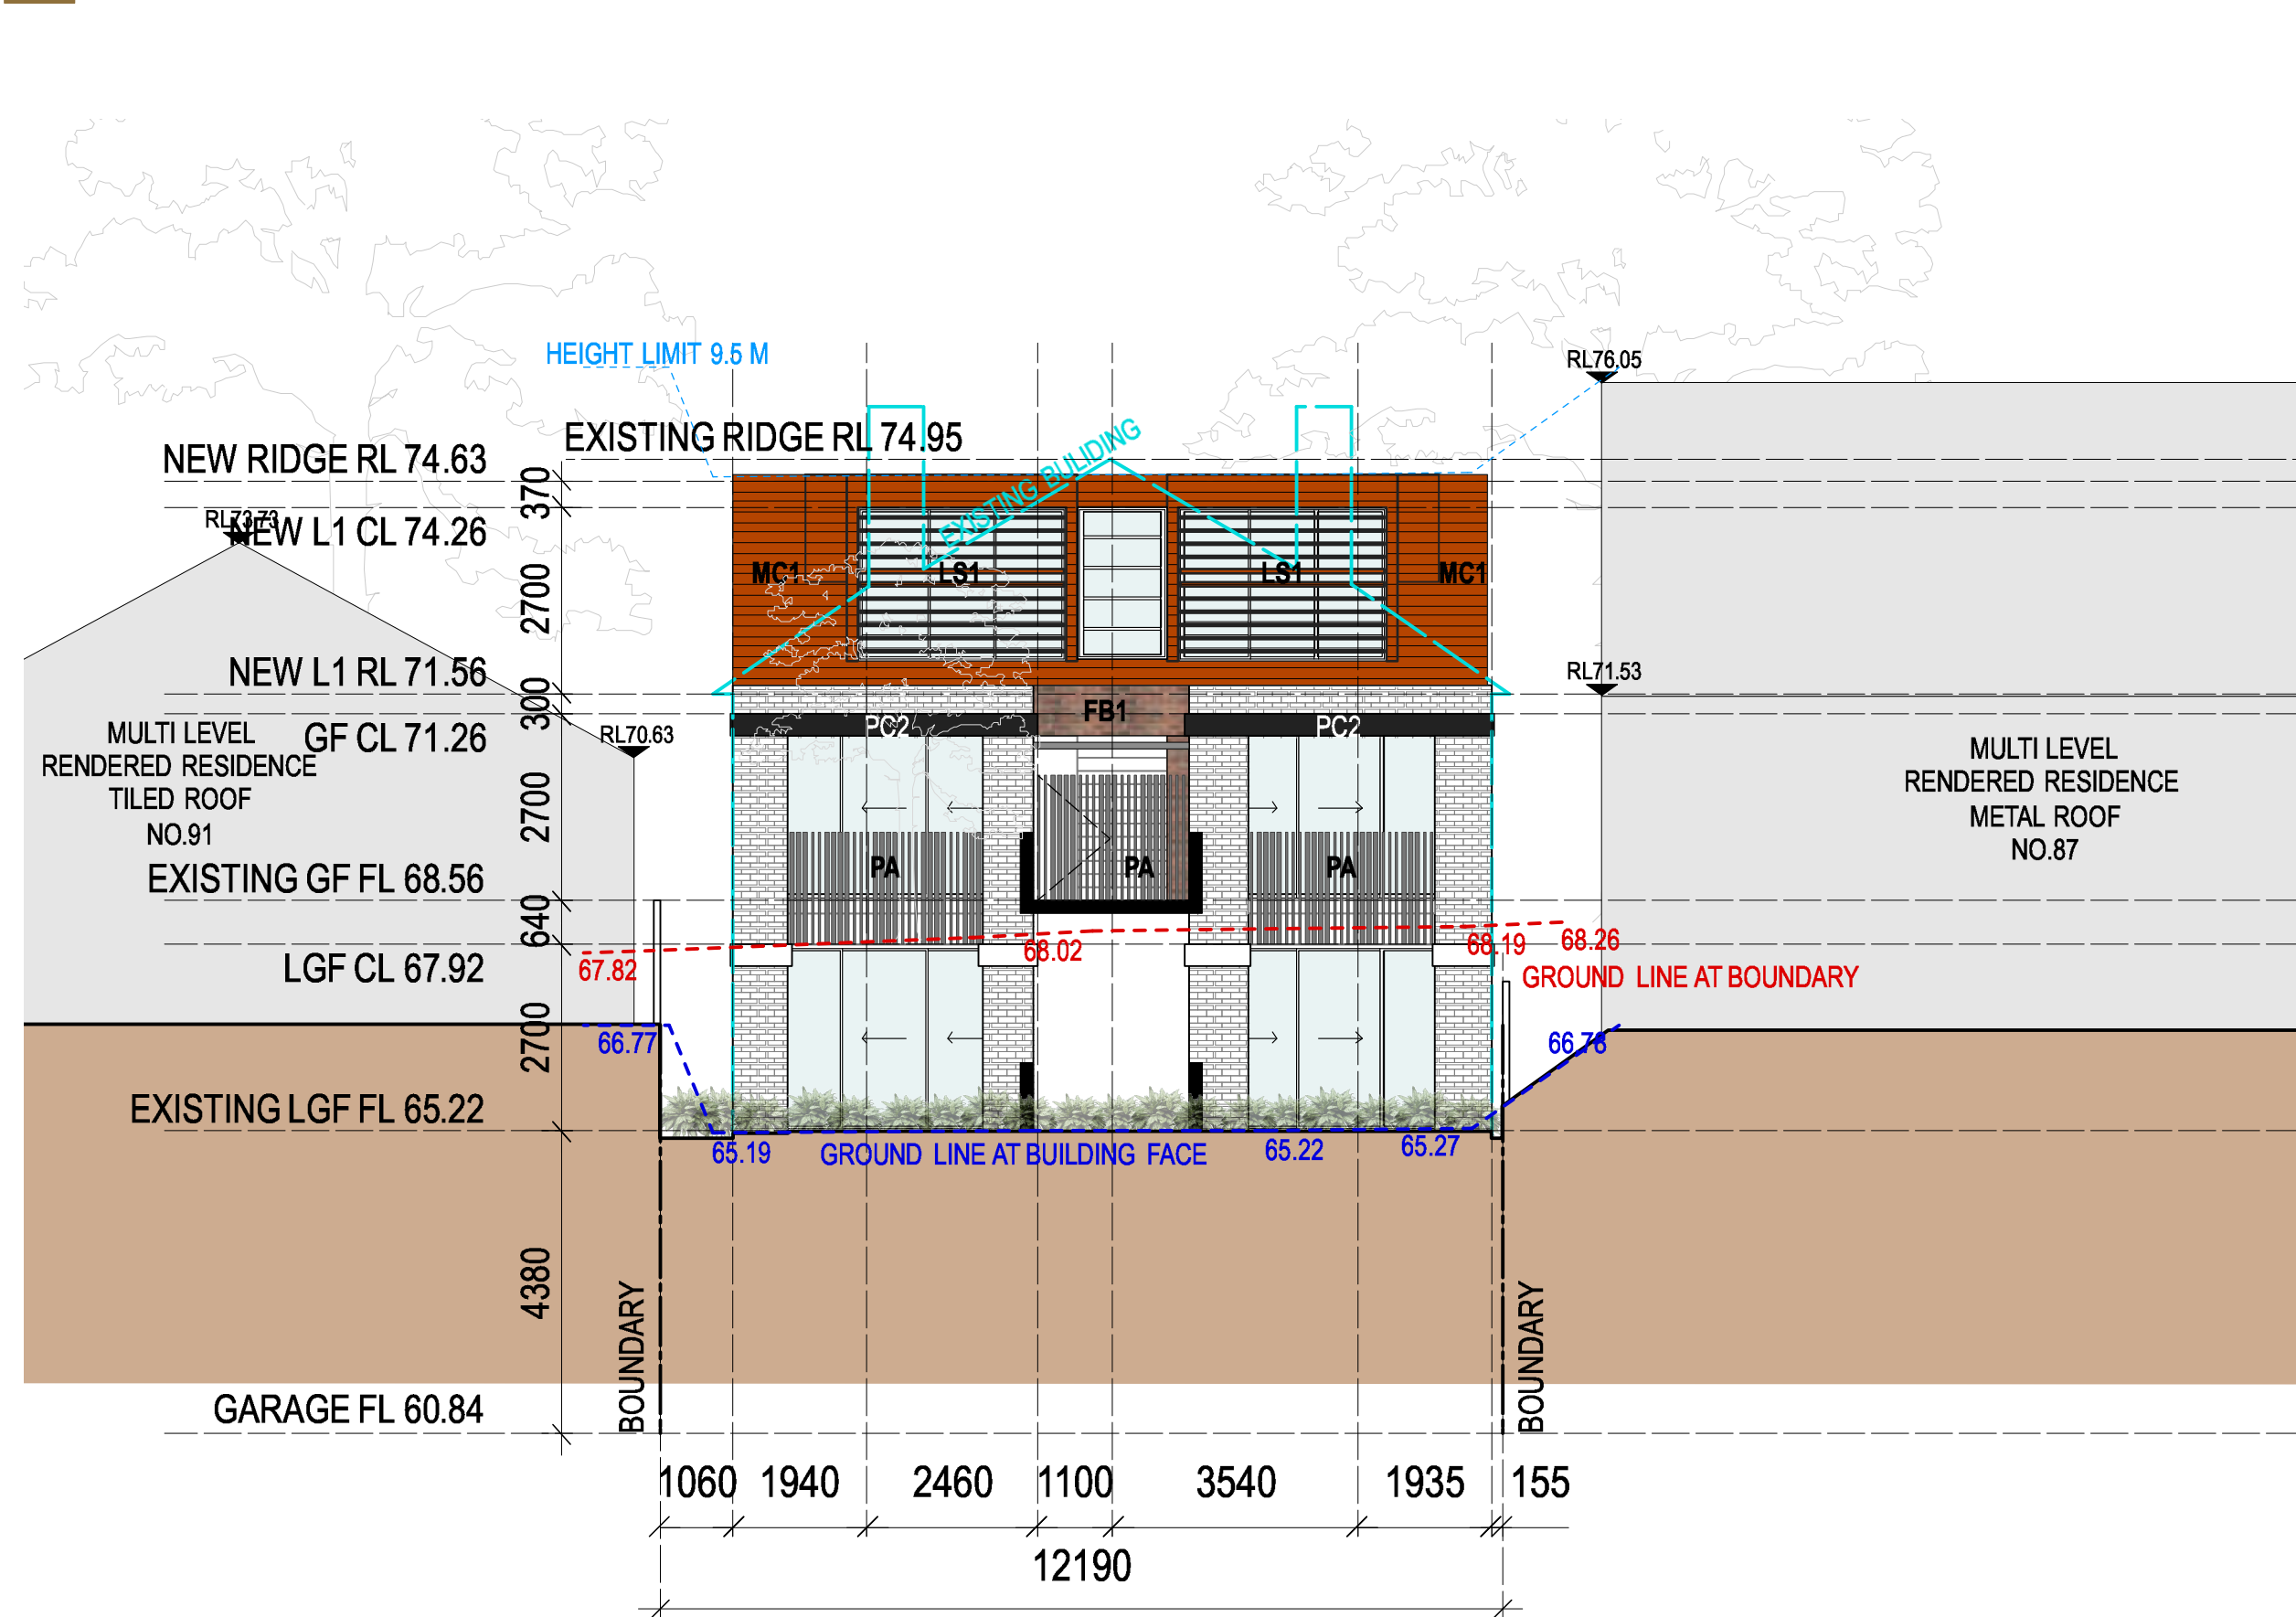 HEIGHT LIMIT 9.5 M
RL76.05
EXISTING RIDGE RL 74.95
EXISTING BULIDING
NEW RIDGE RL 74.63
370
RL73.73
NEW L1 CL 74.26
MC1
LS1
LS1
MC1
2700
NEW L1 RL 71.56
RL71.53
300
FB1
PC2
PC2
GF CL 71.26
RL70.63
MULTI LEVEL
RENDERED RESIDENCE
TILED ROOF
NO.91
MULTI LEVEL
RENDERED RESIDENCE
METAL ROOF
NO.87
2700
PA
PA
PA
EXISTING GF FL 68.56
640
68.02
68.19
68.26
67.82
LGF CL 67.92
GROUND LINE AT BOUNDARY
2700
66.77
66.78
EXISTING LGF FL 65.22
65.19
GROUND LINE AT BUILDING FACE
65.22
65.27
4380
BOUNDARY
BOUNDARY
GARAGE FL 60.84
1060
1940
2460
1100
3540
1935
155
12190